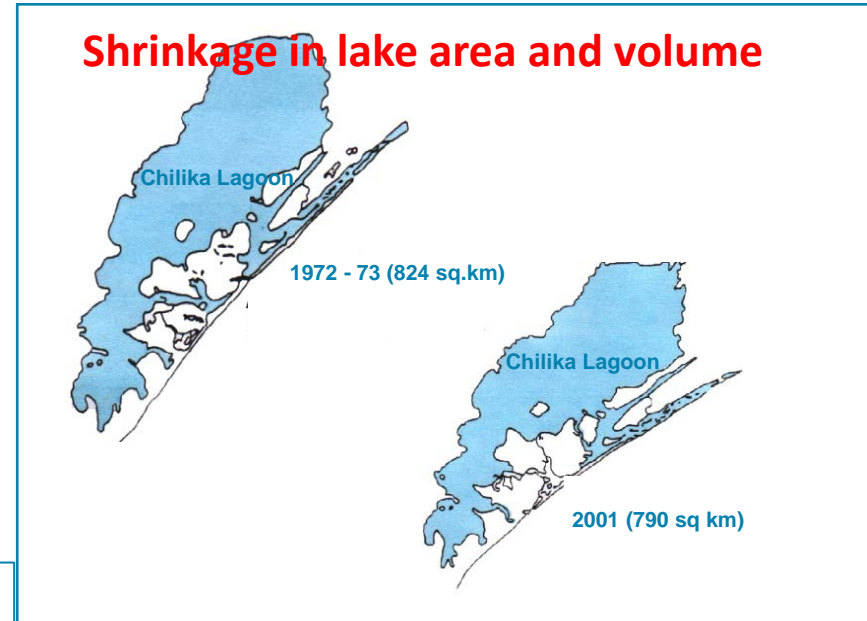 Shrinkage in lake area and volume
Chilika Lagoon
1972 - 73 (824 sq.km)
Chilika Lagoon
2001 (790 sq km)